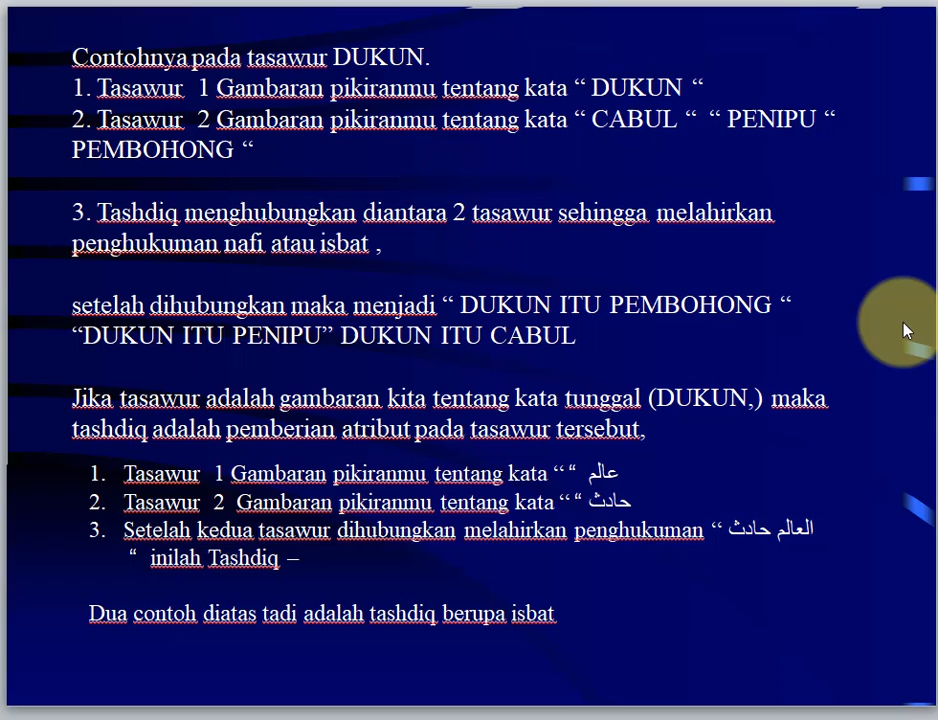 Contohnya pada tasawur DUKUN.
1. Tasawur 1 Gambaran pikiranmu tentang kata “ DUKUN “
2. Tasawur 2 Gambaran pikiranmu tentang kata “ CABUL “ “ PENIPU “
PEMBOHONG “
3. Tashdiq menghubungkan diantara 2 tasawur sehingga melahirkan
penghukuman nafi atau isbat ,
setelah dihubungkan maka menjadi “ DUKUN ITU PEMBOHONG “
“DUKUN ITU PENIPU” DUKUN ITU CABUL
Jika tasawur adalah gambaran kita tentang kata tunggal (DUKUN,) maka
tashdiq adalah pemberian atribut pada tasawur tersebut,
1. Tasawur 1 Gambaran pikiranmu tentang kata “ “ عالم
2. Tasawur 2 Gambaran pikiranmu tentang kata “ “ حادث
3. Setelah kedua tasawur dihubungkan melahirkan penghukuman “ العالم حادث
“ inilah Tashdiq –
Dua contoh diatas tadi adalah tashdiq berupa isbat